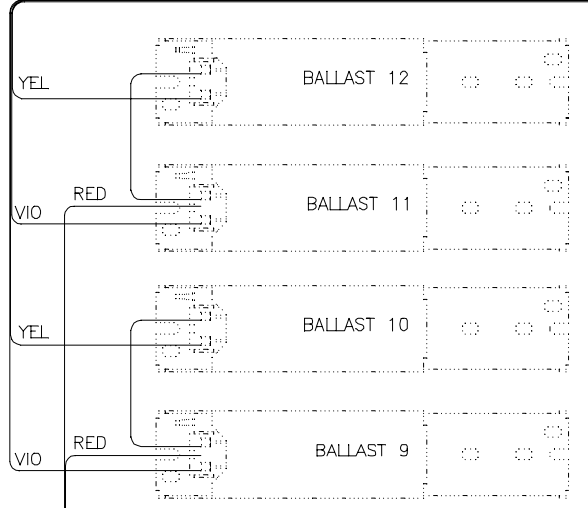 YEL
BALLAST 12
RED
VIO
BALLAST 11
YEL
BALLAST 10
RED
VIO
BALLAST 9